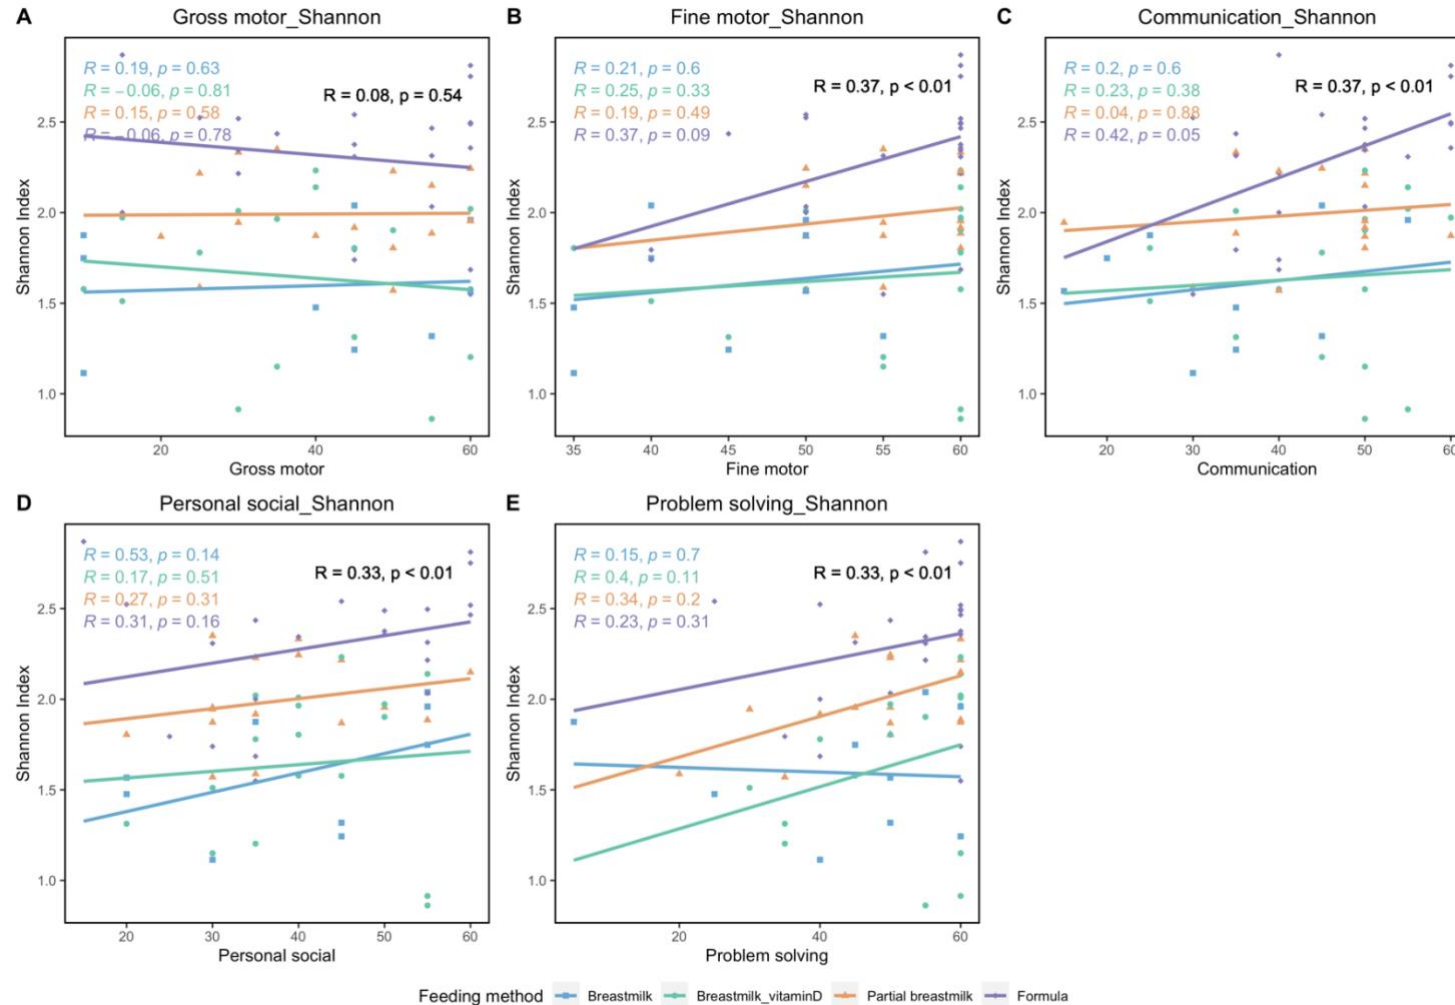 A Gross motor_Shannon
R = 0.19, p = 0.63
R = −0.06, p = 0.81
R = 0.15, p = 0.58
R = −0.06, p = 0.78
R = 0.08, p = 0.54
Shannon Index
2.5
2.0
1.5
1.0
20 40 60
Gross motor
B Fine motor_Shannon
R = 0.21, p = 0.6
R = 0.25, p = 0.33
R = 0.19, p = 0.49
R = 0.37, p = 0.09
R = 0.37, p < 0.01
Shannon Index
2.5
2.0
1.5
1.0
35 40 45 50 55 60
Fine motor
C Communication_Shannon
R = 0.2, p = 0.6
R = 0.23, p = 0.38
R = 0.04, p = 0.88
R = 0.42, p = 0.05
R = 0.37, p < 0.01
Shannon Index
2.5
2.0
1.5
1.0
20 30 40 50 60
Communication
D Personal social_Shannon
R = 0.53, p = 0.14
R = 0.17, p = 0.51
R = 0.27, p = 0.31
R = 0.31, p = 0.16
R = 0.33, p < 0.01
Shannon Index
2.5
2.0
1.5
1.0
20 30 40 50 60
Personal social
E Problem solving_Shannon
R = 0.15, p = 0.7
R = 0.4, p = 0.11
R = 0.34, p = 0.2
R = 0.23, p = 0.31
R = 0.33, p < 0.01
Shannon Index
2.5
2.0
1.5
1.0
20 40 60
Problem solving
Feeding method Breastmilk Breastmilk_vitaminD Partial breastmilk Formula